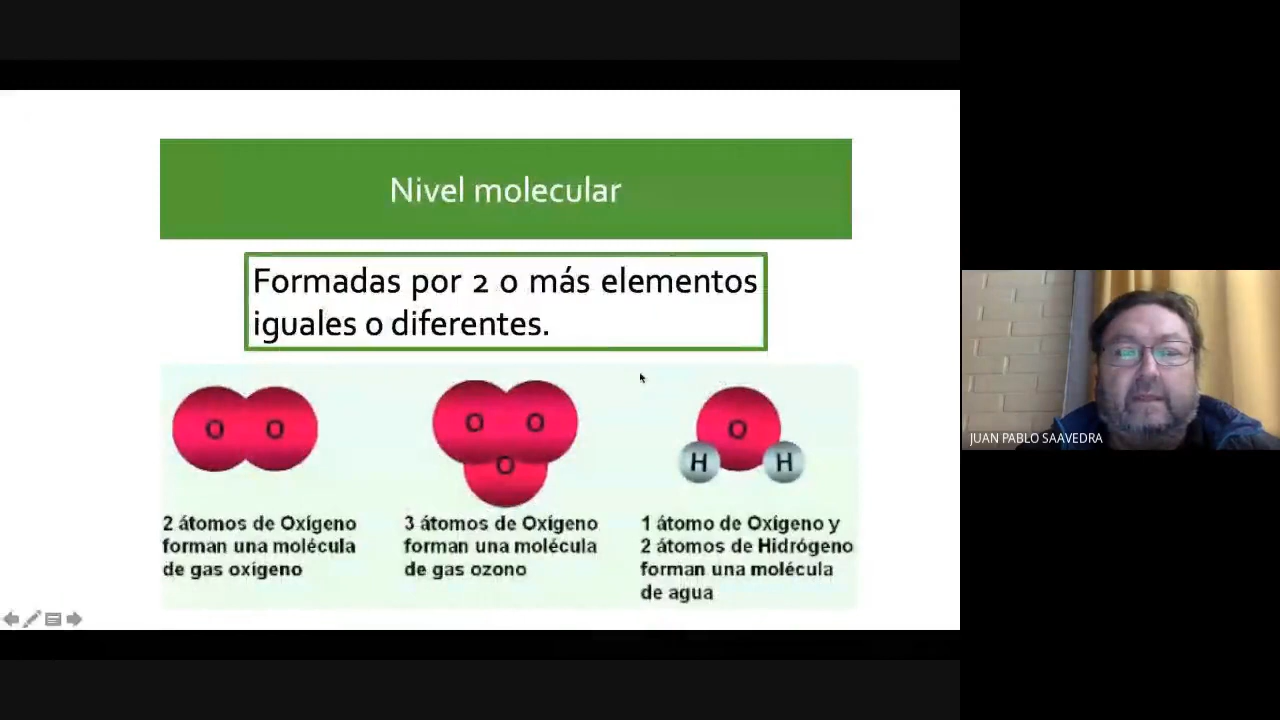 Nivel molecular
Formadas por 2 o más elementos
iguales o diferentes.
O O
O O
O
O
H H
2 átomos de Oxígeno
forman una molécula
de gas oxígeno
3 átomos de Oxígeno
forman una molécula
de gas ozono
1 átomo de Oxígeno y
2 átomos de Hidrógeno
forman una molécula
de agua
JUAN PABLO SAAVEDRA